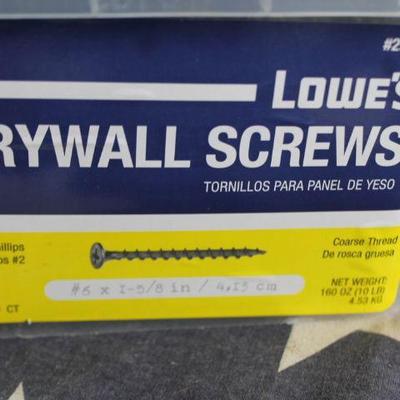 #2
LOWE'S
RYWALL SCREWS
TORNILLOS PARA PANEL DE YESO
illips
os #2
Coarse Thread
De rosca gruesa
#6 x 1-5/8 in / 4,13 cm
NET WEIGHT:
160 OZ (10 LB)
4.53 KG
CT